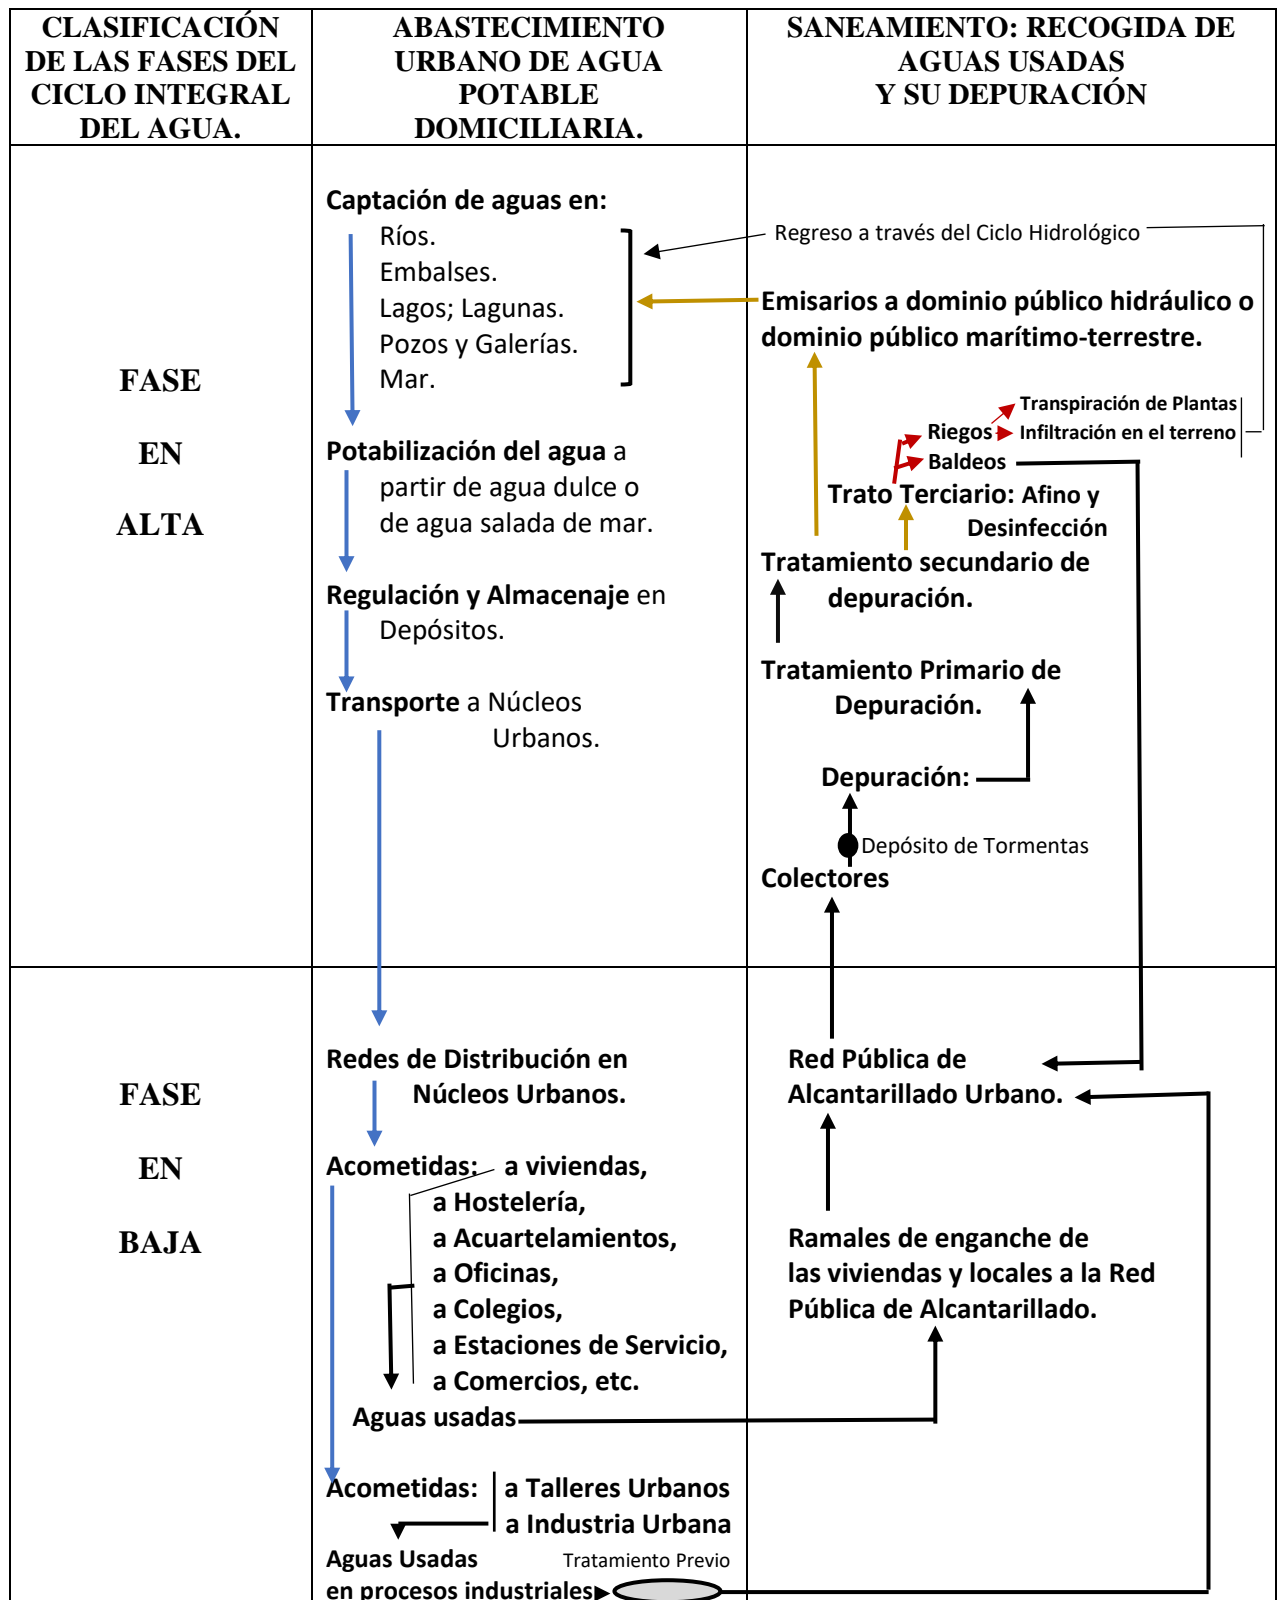 CLASIFICACIÓN
DE LAS FASES DEL
CICLO INTEGRAL
DEL AGUA.
ABASTECIMIENTO
URBANO DE AGUA
POTABLE
DOMICILIARIA.
SANEAMIENTO: RECOGIDA DE
AGUAS USADAS
Y SU DEPURACIÓN
FASE
EN
ALTA
Captación de aguas en:
Ríos.
Embalses.
Lagos; Lagunas.
Pozos y Galerías.
Mar.
Potabilización del agua a
partir de agua dulce o
de agua salada de mar.
Regulación y Almacenaje en
Depósitos.
Transporte a Núcleos
Urbanos.
Regreso a través del Ciclo Hidrológico
Emisarios a dominio público hidráulico o
dominio público marítimo-terrestre.
Transpiración de Plantas
Riegos Infiltración en el terreno
Baldeos
Trato Terciario: Afino y
Desinfección
Tratamiento secundario de
depuración.
Tratamiento Primario de
Depuración.
Depuración:
Depósito de Tormentas
Colectores
FASE
EN
BAJA
Redes de Distribución en
Núcleos Urbanos.
Acometidas: a viviendas,
a Hostelería,
a Acuartelamientos,
a Oficinas,
a Colegios,
a Estaciones de Servicio,
a Comercios, etc.
Aguas usadas
Acometidas: a Talleres Urbanos
a Industria Urbana
Aguas Usadas Tratamiento Previo
en procesos industriales
Red Pública de
Alcantarillado Urbano.
Ramales de enganche de
las viviendas y locales a la Red
Pública de Alcantarillado.